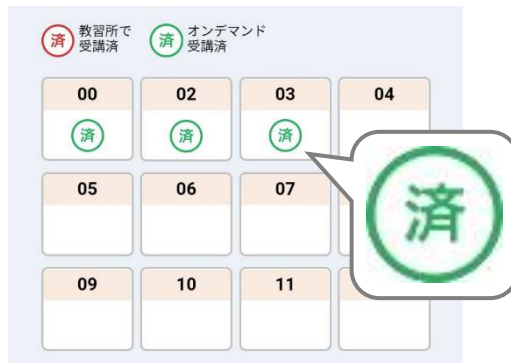 済 教習所で
受講済
済 オンデマンド
受講済
00 02 03 04
済 済 済
05 06 07
済
09 10 11